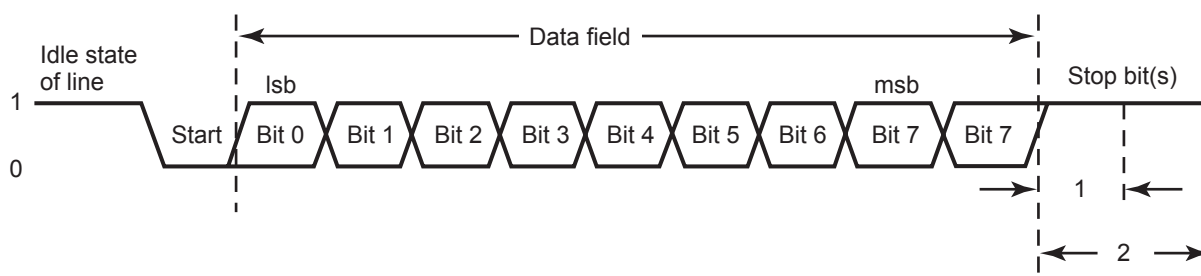 Data field
Idle state
of line
lsb
msb
Stop bit(s)
1
Start
Bit 0
Bit 1
Bit 2
Bit 3
Bit 4
Bit 5
Bit 6
Bit 7
Bit 7
0
1
2